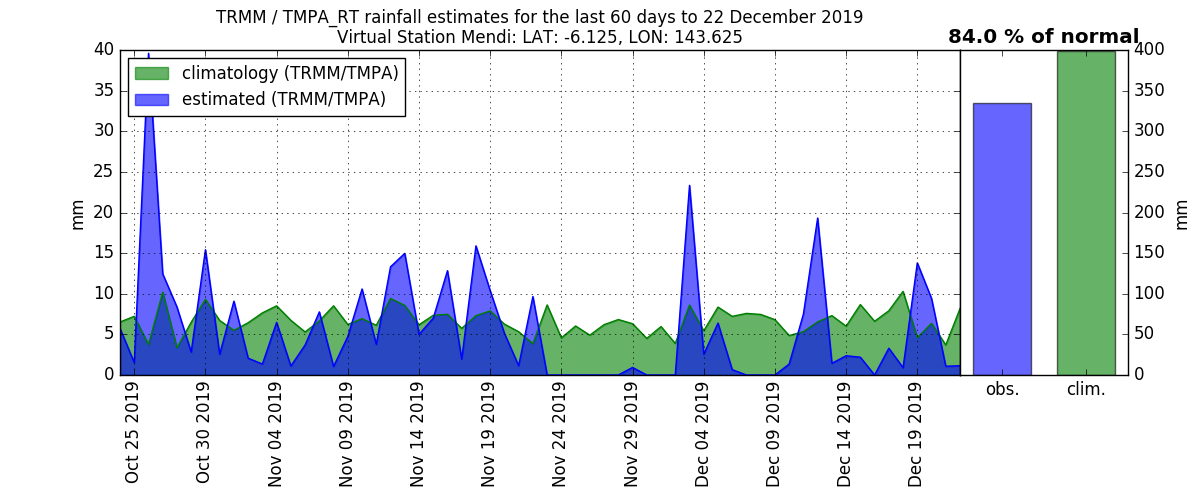 TRMM / TMPA_RT rainfall estimates for the last 60 days to 22 December 2019
Virtual Station Mendi: LAT: -6.125, LON: 143.625
84.0 % of normal
climatology (TRMM/TMPA)
estimated (TRMM/TMPA)
40
35
30
25
20
15
10
5
0
mm
Oct 25 2019
Oct 30 2019
Nov 04 2019
Nov 09 2019
Nov 14 2019
Nov 19 2019
Nov 24 2019
Nov 29 2019
Dec 04 2019
Dec 09 2019
Dec 14 2019
Dec 19 2019
obs.
clim.
400
350
300
250
200
150
100
50
0
mm